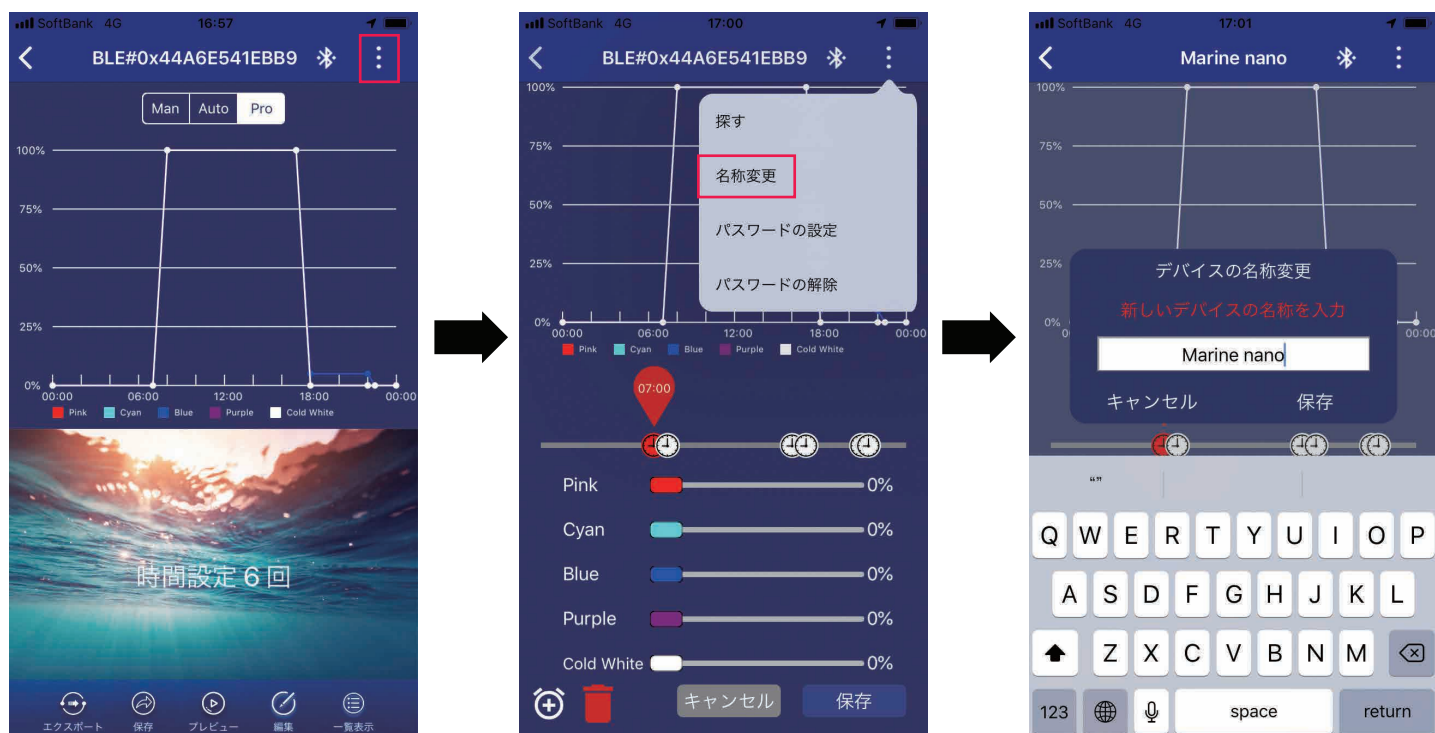 SoftBank 4G 16:57
BLE#0x44A6E541EBB9
Man Auto Pro
100%
75%
50%
25%
0%
00:00 06:00 12:00 18:00 00:00
Pink Cyan Blue Purple Cold White
時間設定6回
エクスポート 保存 プレビュー 編集 一覧表示
SoftBank 4G 17:00
BLE#0x44A6E541EBB9
探す
名称変更
パスワードの設定
パスワードの解除
100%
75%
50%
25%
0%
00:00 06:00 12:00 18:00 00:00
Pink Cyan Blue Purple Cold White
07:00
Pink 0%
Cyan 0%
Blue 0%
Purple 0%
Cold White 0%
キャンセル 保存
SoftBank 4G 17:01
Marine nano
100%
75%
50%
25%
0%
00:00
デバイスの名称変更
新しいデバイスの名称を入力
Marine nano
キャンセル 保存
“”
Q W E R T Y U I O P
A S D F G H J K L
Z X C V B N M
123 space return